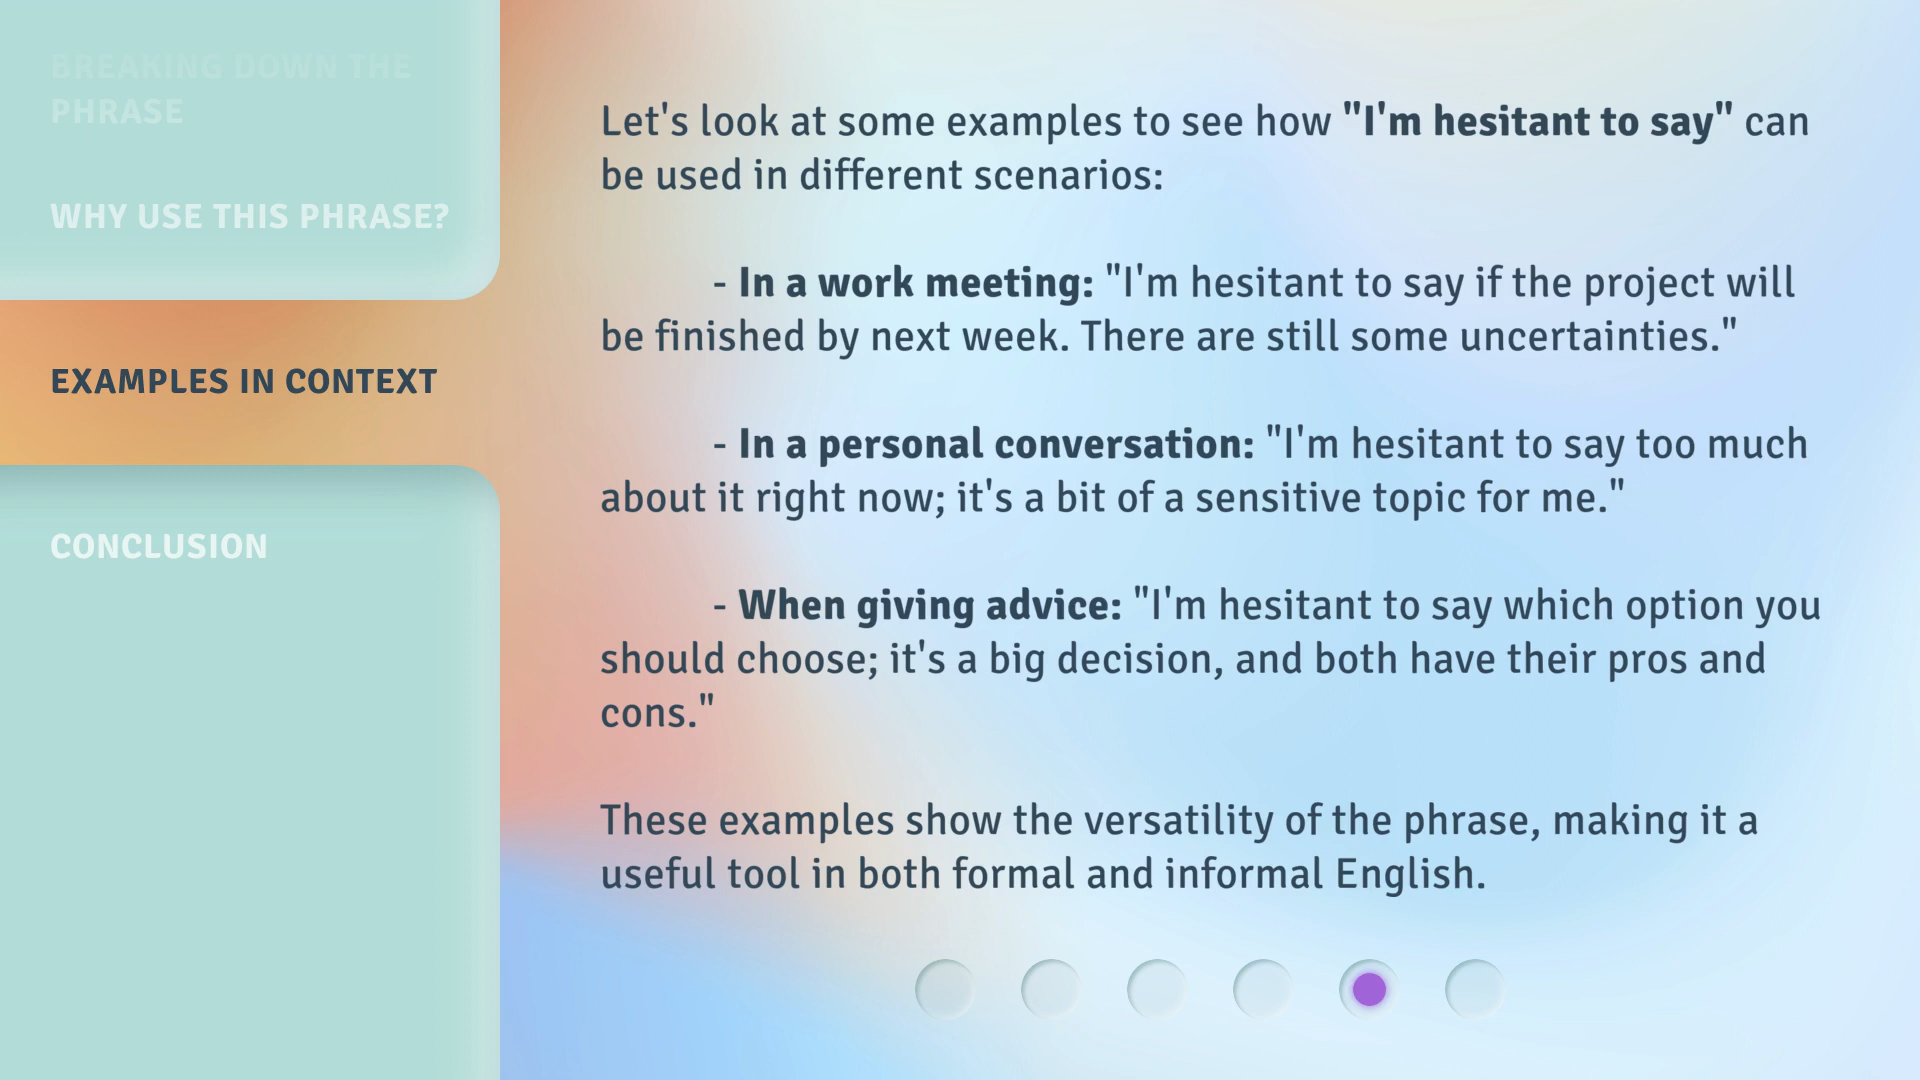 BREAKING DOWN THE
PHRASE
WHY USE THIS PHRASE?
EXAMPLES IN CONTEXT
CONCLUSION
Let's look at some examples to see how "I'm hesitant to say" can
be used in different scenarios:
- In a work meeting: "I'm hesitant to say if the project will
be finished by next week. There are still some uncertainties."
- In a personal conversation: "I'm hesitant to say too much
about it right now; it's a bit of a sensitive topic for me."
- When giving advice: "I'm hesitant to say which option you
should choose; it's a big decision, and both have their pros and
cons."
These examples show the versatility of the phrase, making it a
useful tool in both formal and informal English.